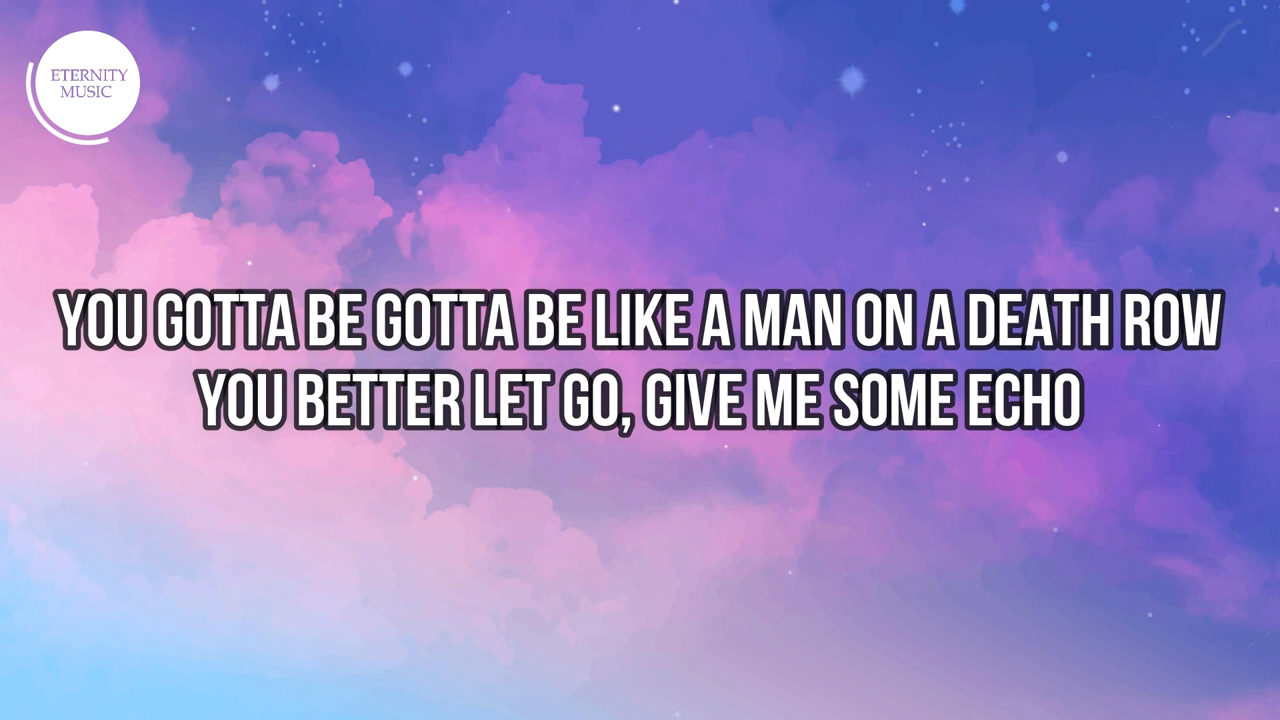 ETERNITY
MUSIC
YOU GOTTA BE GOTTA BE LIKE A MAN ON A DEATH ROW
YOU BETTER LET GO, GIVE ME SOME ECHO